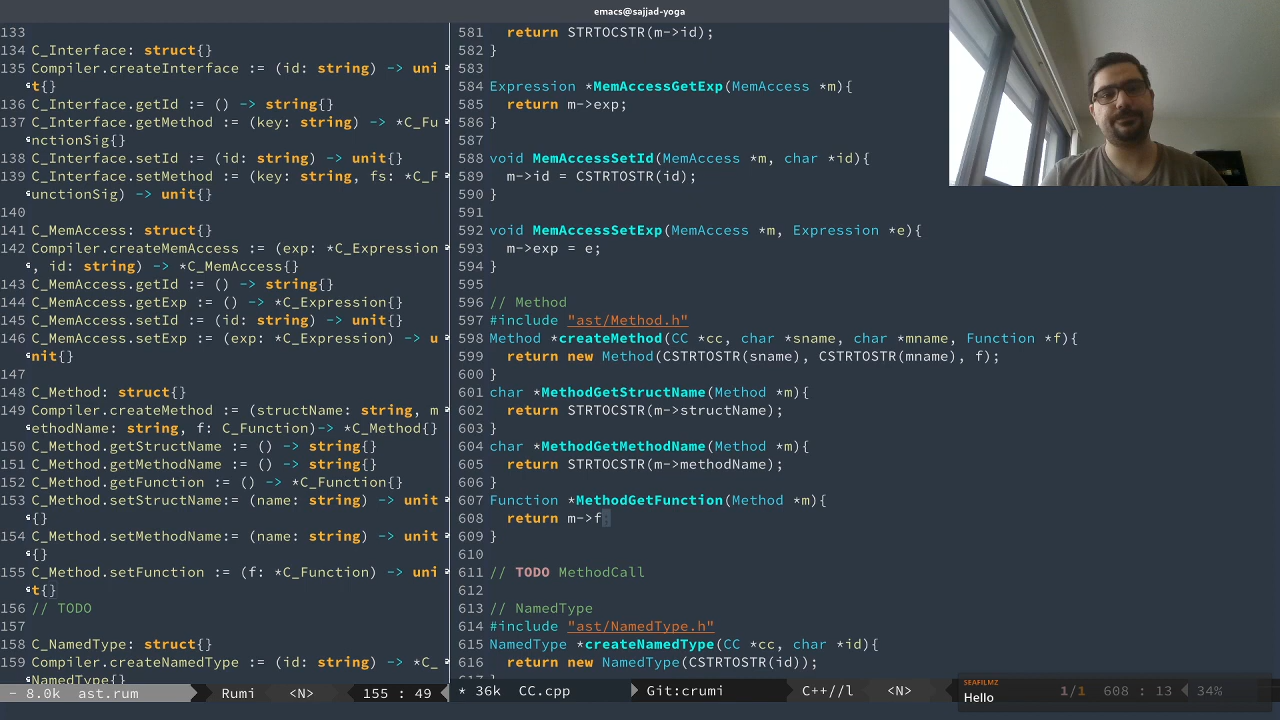 emacs@sajjad-yoga
133
134 C_Interface: struct{}
135 Compiler.createInterface := (id: string) -> uni
t{}
136 C_Interface.getId := () -> string{}
137 C_Interface.getMethod := (key: string) -> *C_Fu
nctionSig{}
138 C_Interface.setId := (id: string) -> unit{}
139 C_Interface.setMethod := (key: string, fs: *C_F
unctionSig) -> unit{}
140
141 C_MemAccess: struct{}
142 Compiler.createMemAccess := (exp: *C_Expression
, id: string) -> *C_MemAccess{}
143 C_MemAccess.getId := () -> string{}
144 C_MemAccess.getExp := () -> *C_Expression{}
145 C_MemAccess.setId := (id: string) -> unit{}
146 C_MemAccess.setExp := (exp: *C_Expression) -> u
nit{}
147
148 C_Method: struct{}
149 Compiler.createMethod := (structName: string, m
ethodName: string, f: C_Function)-> *C_Method{}
150 C_Method.getStructName := () -> string{}
151 C_Method.getMethodName := () -> string{}
152 C_Method.getFunction := () -> *C_Function{}
153 C_Method.setStructName := (name: string) -> unit
{}
154 C_Method.setMethodName:= (name: string) -> unit
{}
155 C_Method.setFunction := (f: *C_Function) -> uni
t{}
156 // TODO
157
158 C_NamedType: struct{}
159 Compiler.createNamedType := (id: string) -> *C_
NamedType{}
- 8.0k ast.rum Rumi <N> 155 : 49
581 return STRTOCSTR(m->id);
582 }
583
584 Expression *MemAccessGetExp(MemAccess *m){
585 return m->exp;
586 }
587
588 void MemAccessSetId(MemAccess *m, char *id){
589 m->id = CSTRTOSTR(id);
590 }
591
592 void MemAccessSetExp(MemAccess *m, Expression *e){
593 m->exp = e;
594 }
595
596 // Method
597 #include "ast/Method.h"
598 Method *createMethod(CC *cc, char *sname, char *mname, Function *f){
599 return new Method(CSTRTOSTR(sname), CSTRTOSTR(mname), f);
600 }
601 char *MethodGetStructName(Method *m){
602 return STRTOCSTR(m->structName);
603 }
604 char *MethodGetMethodName(Method *m){
605 return STRTOCSTR(m->methodName);
606 }
607 Function *MethodGetFunction(Method *m){
608 return m->f;
609 }
610
611 // TODO MethodCall
612
613 // NamedType
614 #include "ast/NamedType.h"
615 NamedType *createNamedType(CC *cc, char *id){
616 return new NamedType(CSTRTOSTR(id));
* 36k CC.cpp Git:crumi C++//l <N> 1/1 608 : 13 34%
SEAFILMZ
Hello